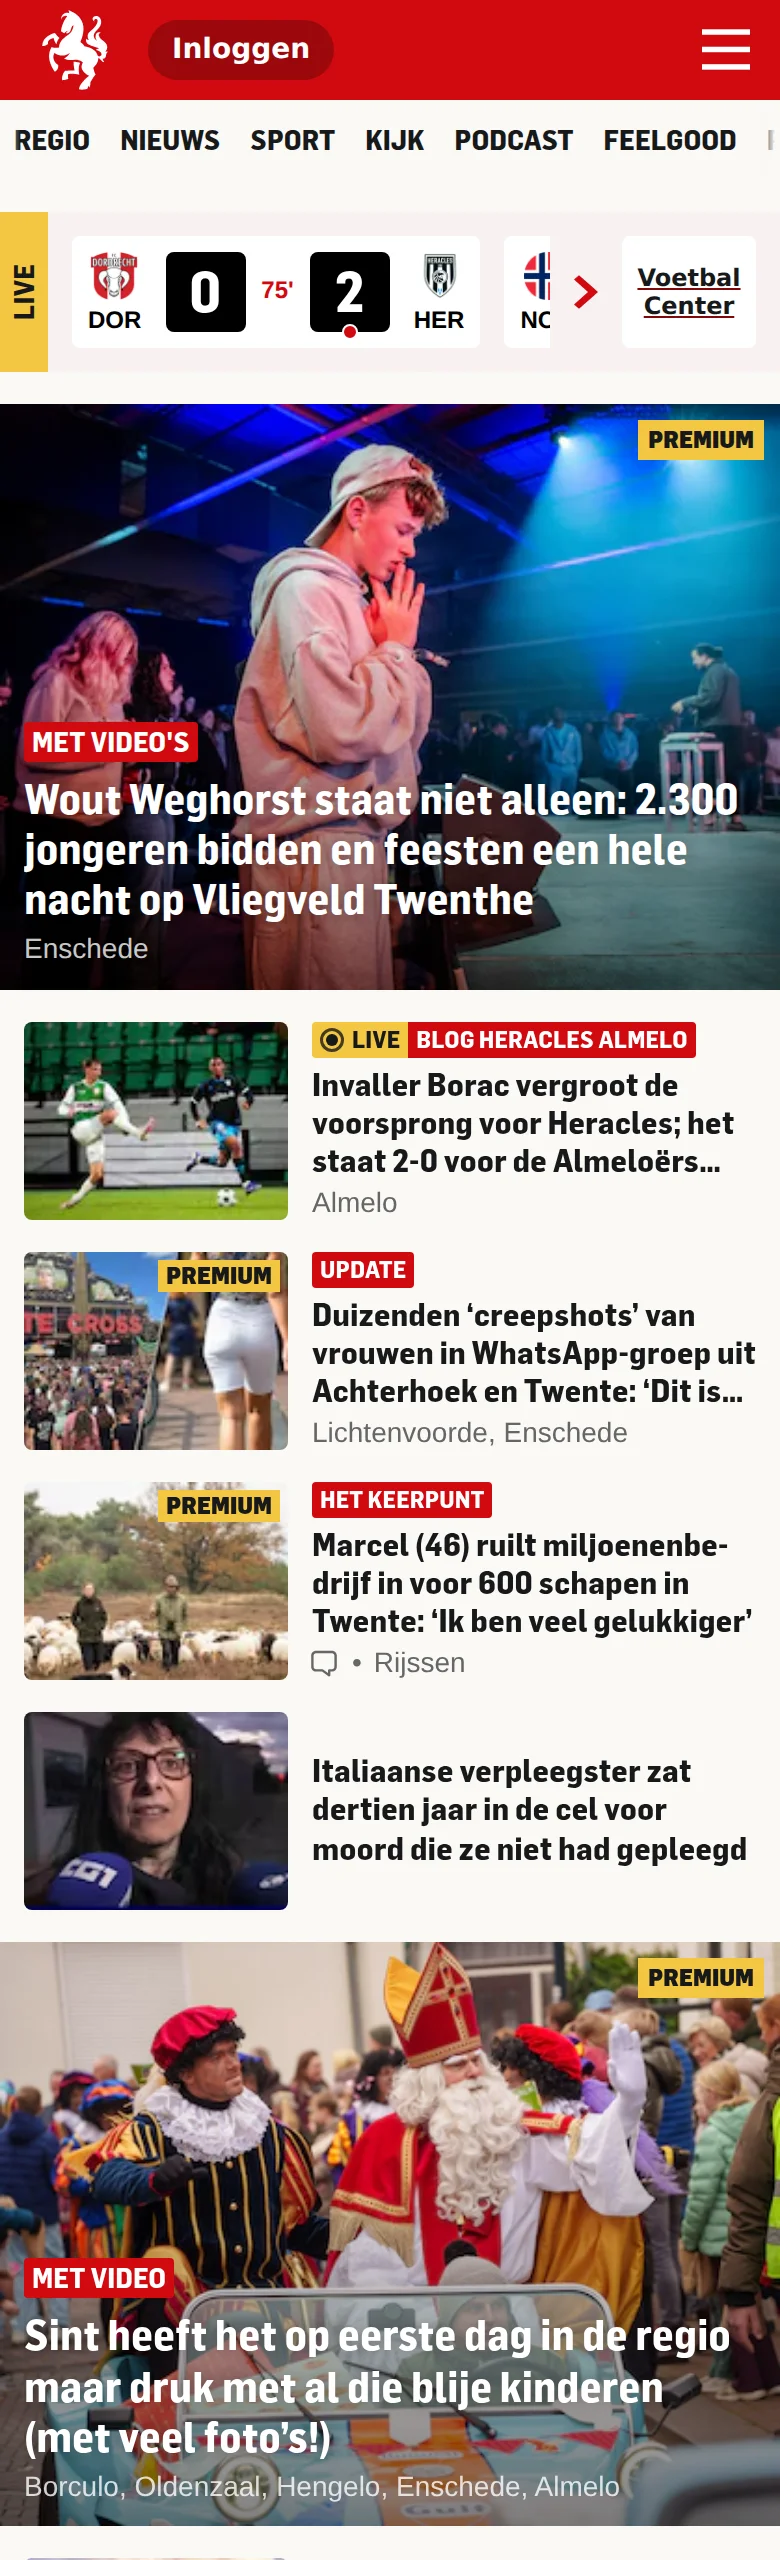 Inloggen
REGIO NIEUWS SPORT KIJK PODCAST FEELGOOD
LIVE
DORDRECHT
DOR
0
75'
2
HERACLES
HER
NO
Voetbal
Center
PREMIUM
MET VIDEO'S
Wout Weghorst staat niet alleen: 2.300
jongeren bidden en feesten een hele
nacht op Vliegveld Twenthe
Enschede
LIVE BLOG HERACLES ALMELO
Invaller Borac vergroot de
voorsprong voor Heracles; het
staat 2-0 voor de Almeloërs...
Almelo
PREMIUM
TE CROSS
UPDATE
Duizenden ‘creepshots’ van
vrouwen in WhatsApp-groep uit
Achterhoek en Twente: ‘Dit is...
Lichtenvoorde, Enschede
PREMIUM
HET KEERPUNT
Marcel (46) ruilt miljoenenbe-
drijf in voor 600 schapen in
Twente: ‘Ik ben veel gelukkiger’
• Rijssen
CG1
Italiaanse verpleegster zat
dertien jaar in de cel voor
moord die ze niet had gepleegd
PREMIUM
MET VIDEO
Sint heeft het op eerste dag in de regio
maar druk met al die blije kinderen
(met veel foto’s!)
Borculo, Oldenzaal, Hengelo, Enschede, Almelo
Gulf